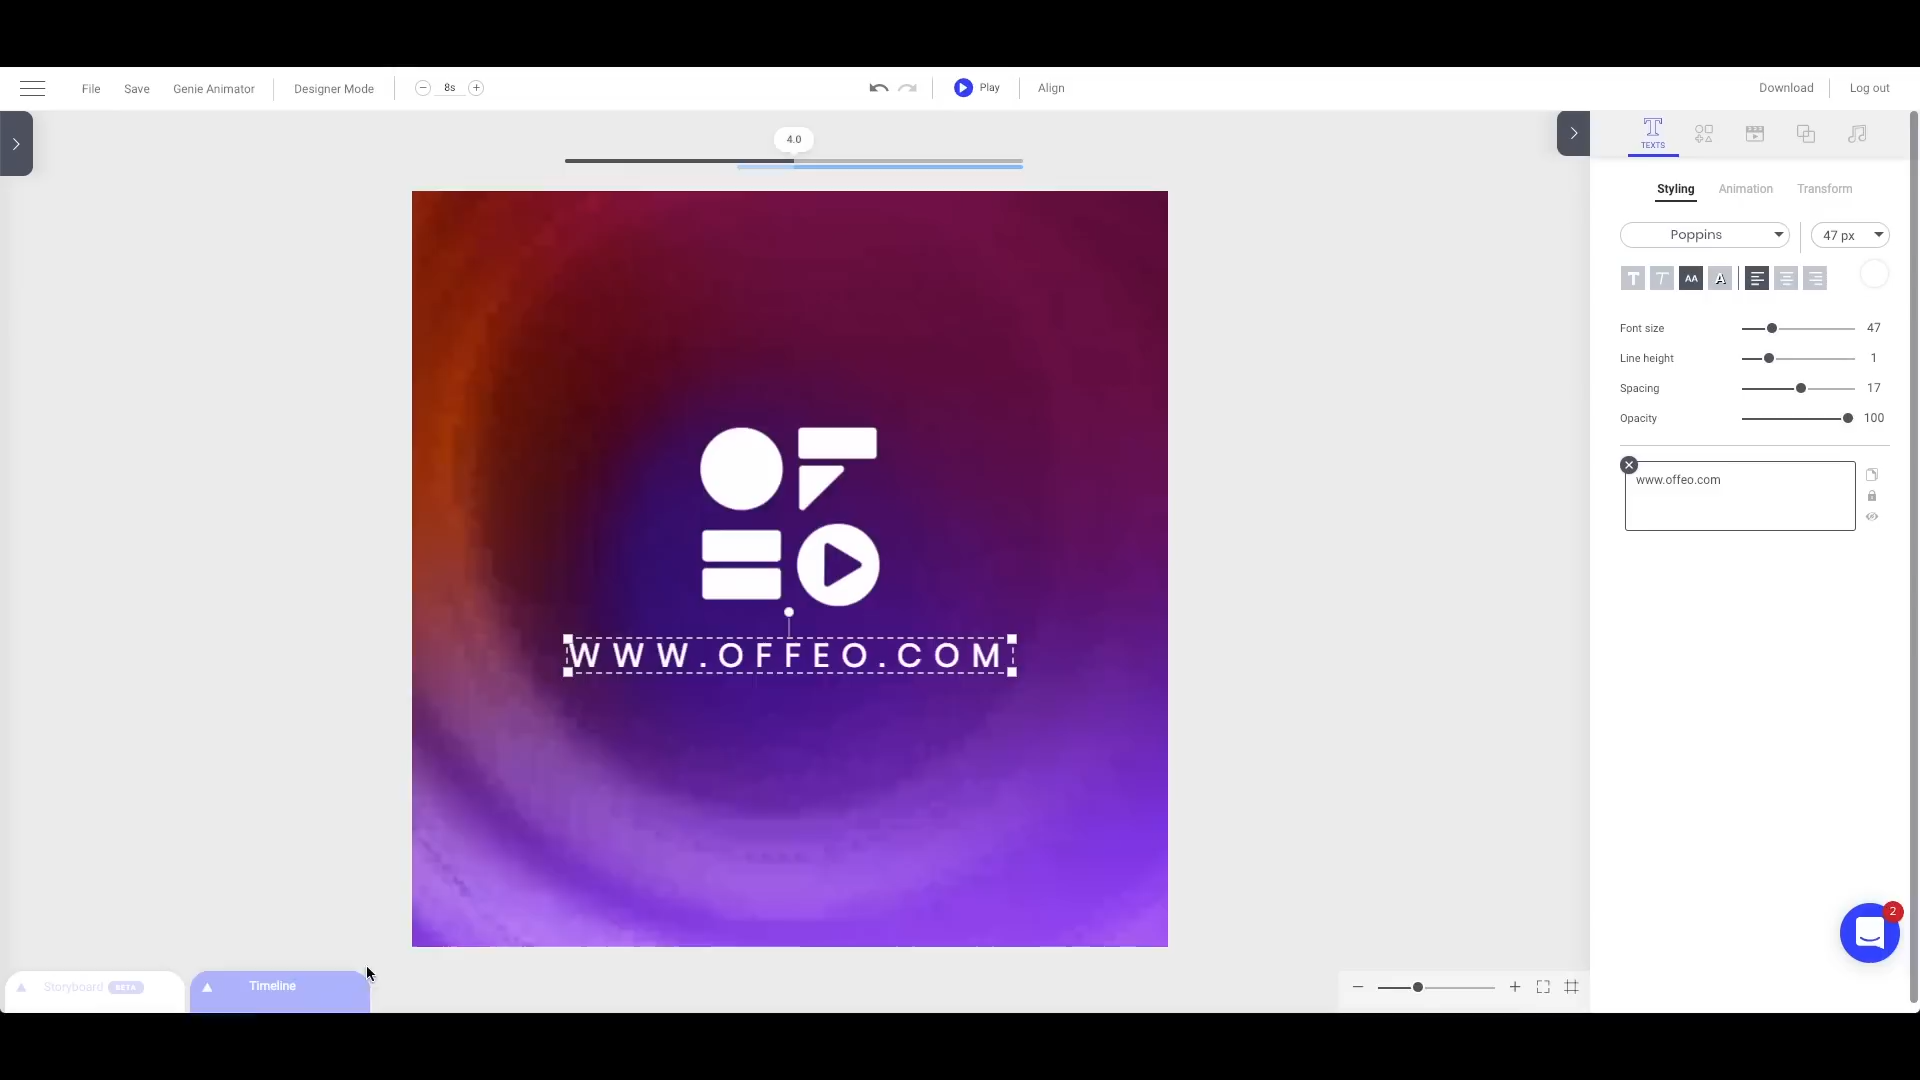 File Save Genie Animator Designer Mode 8s Play Align Download Log out
4.0
TEXTS
Styling Animation Transform
Poppins 47 px
T T AA A
Font size 47
Line height 1
Spacing 17
Opacity 100
www.offeo.com
WWW.OFFEO.COM
2
Storyboard BETA Timeline